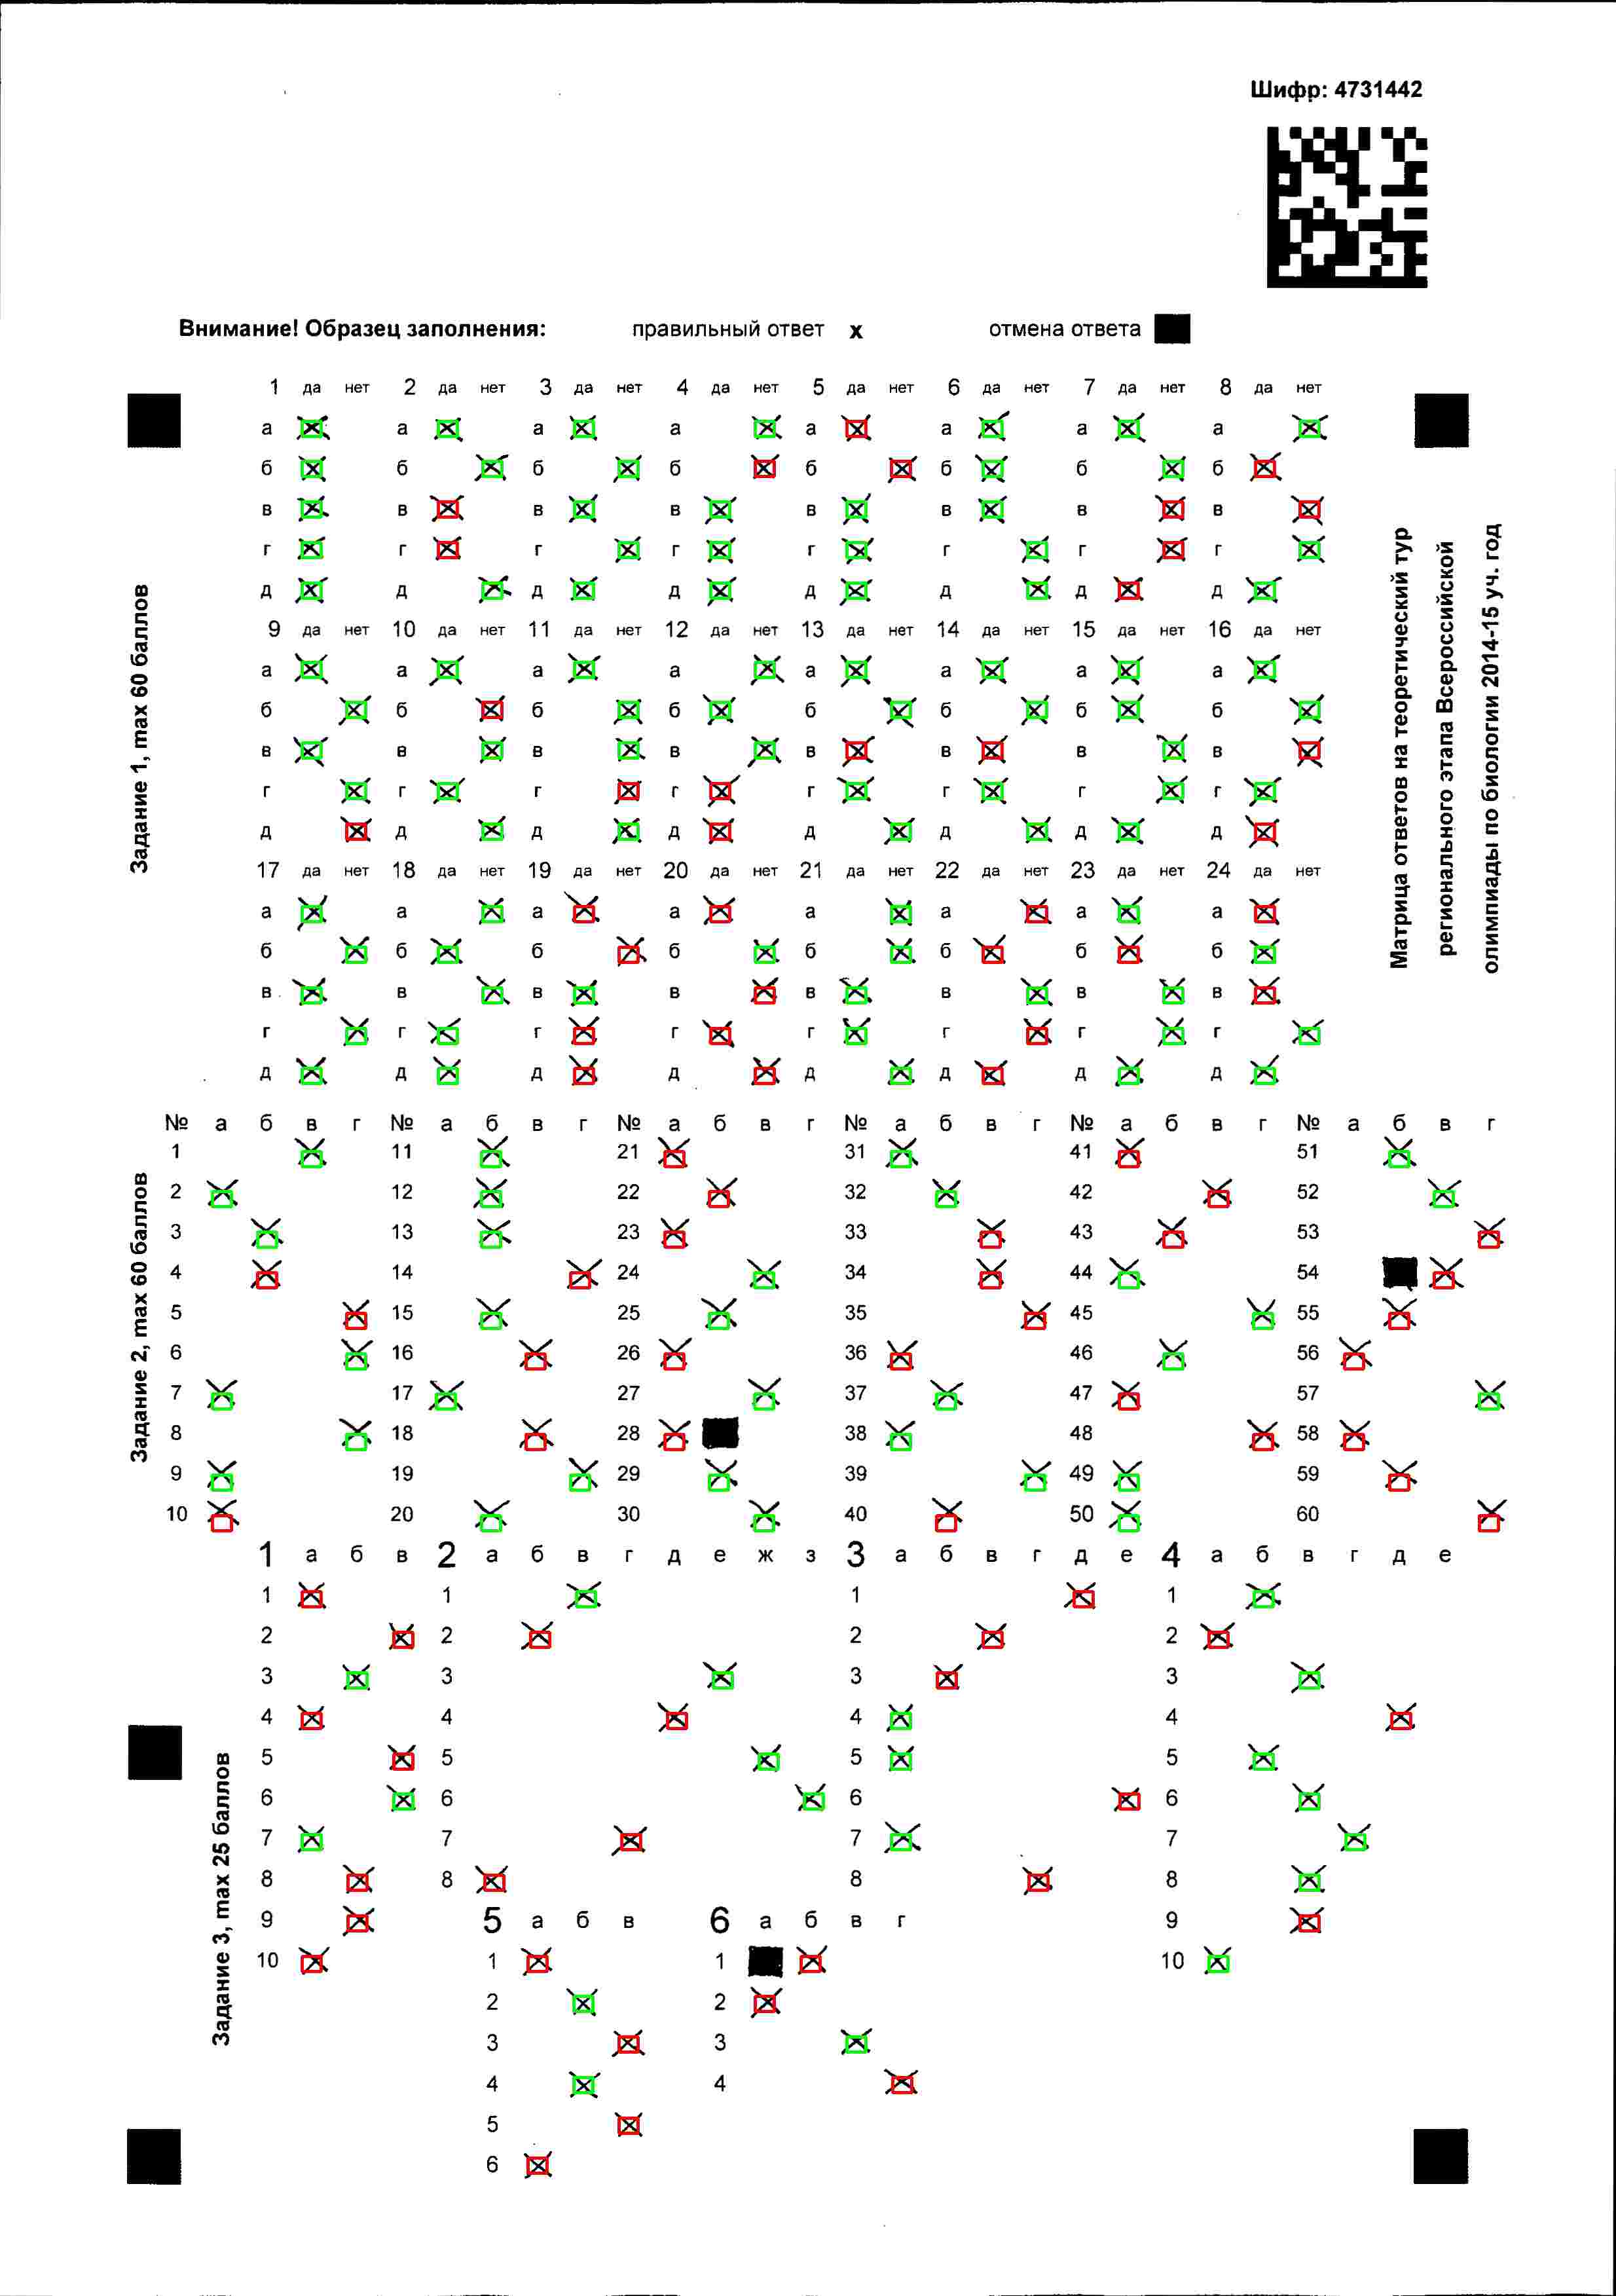 Шифр: 4731442
Внимание! Образец заполнения: правильный ответ х отмена ответа
1 да нет 2 да нет 3 да нет 4 да нет 5 да нет 6 да нет 7 да нет 8 да нет
а а а а а а а а
б б б б б б б б
в в в в в в в в
г г г г г г г г
д д д д д д д д
9 да нет 10 да нет 11 да нет 12 да нет 13 да нет 14 да нет 15 да нет 16 да нет
а а а а а а а а
б б б б б б б б
в в в в в в в в
г г г г г г г г
д д д д д д д д
17 да нет 18 да нет 19 да нет 20 да нет 21 да нет 22 да нет 23 да нет 24 да нет
а а а а а а а а
б б б б б б б б
в в в в в в в в
г г г г г г г г
д д д д д д д д
Задание 1, max 60 баллов
Матрица ответов на теоретический тур
регионального этапа Всероссийской
олимпиады по биологии 2014-15 уч. год
№ а б в г № а б в г № а б в г № а б в г № а б в г № а б в г
1 11 21 31 41 51
2 12 22 32 42 52
3 13 23 33 43 53
4 14 24 34 44 54
5 15 25 35 45 55
6 16 26 36 46 56
7 17 27 37 47 57
8 18 28 38 48 58
9 19 29 39 49 59
10 20 30 40 50 60
Задание 2, max 60 баллов
1 а б в 2 а б в г д е ж з 3 а б в г д е 4 а б в г д е
1 1 1 1
2 2 2 2
3 3 3 3
4 4 4 4
5 5 5 5
6 6 6 6
7 7 7 7
8 8 8 8
9 5 а б в 6 а б в г 9
10 1 1 10
2 2
3 3
4 4
5
6
Задание 3, max 25 баллов